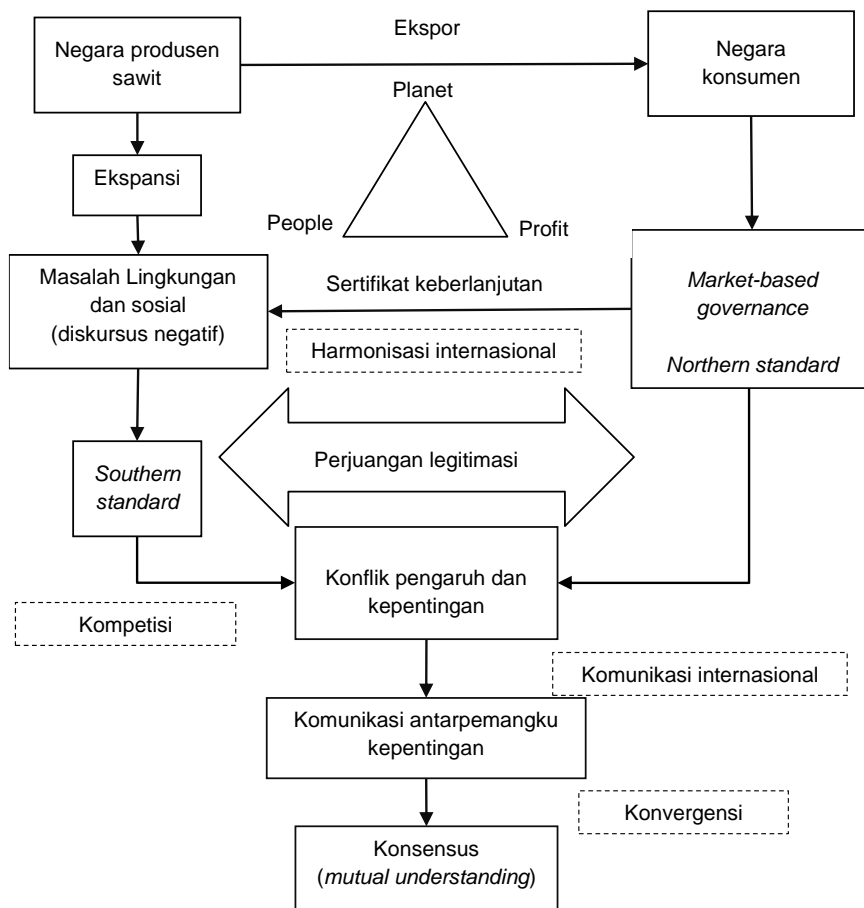 Negara produsen
sawit
Ekspor
Negara
konsumen
Planet
People
Profit
Ekspansi
Masalah Lingkungan
dan sosial
(diskursus negatif)
Sertifikat keberlanjutan
Market-based
governance
Northern standard
Harmonisasi internasional
Perjuangan legitimasi
Southern
standard
Konflik pengaruh dan
kepentingan
Kompetisi
Komunikasi internasional
Komunikasi antarpemangku
kepentingan
Konvergensi
Konsensus
(mutual understanding)